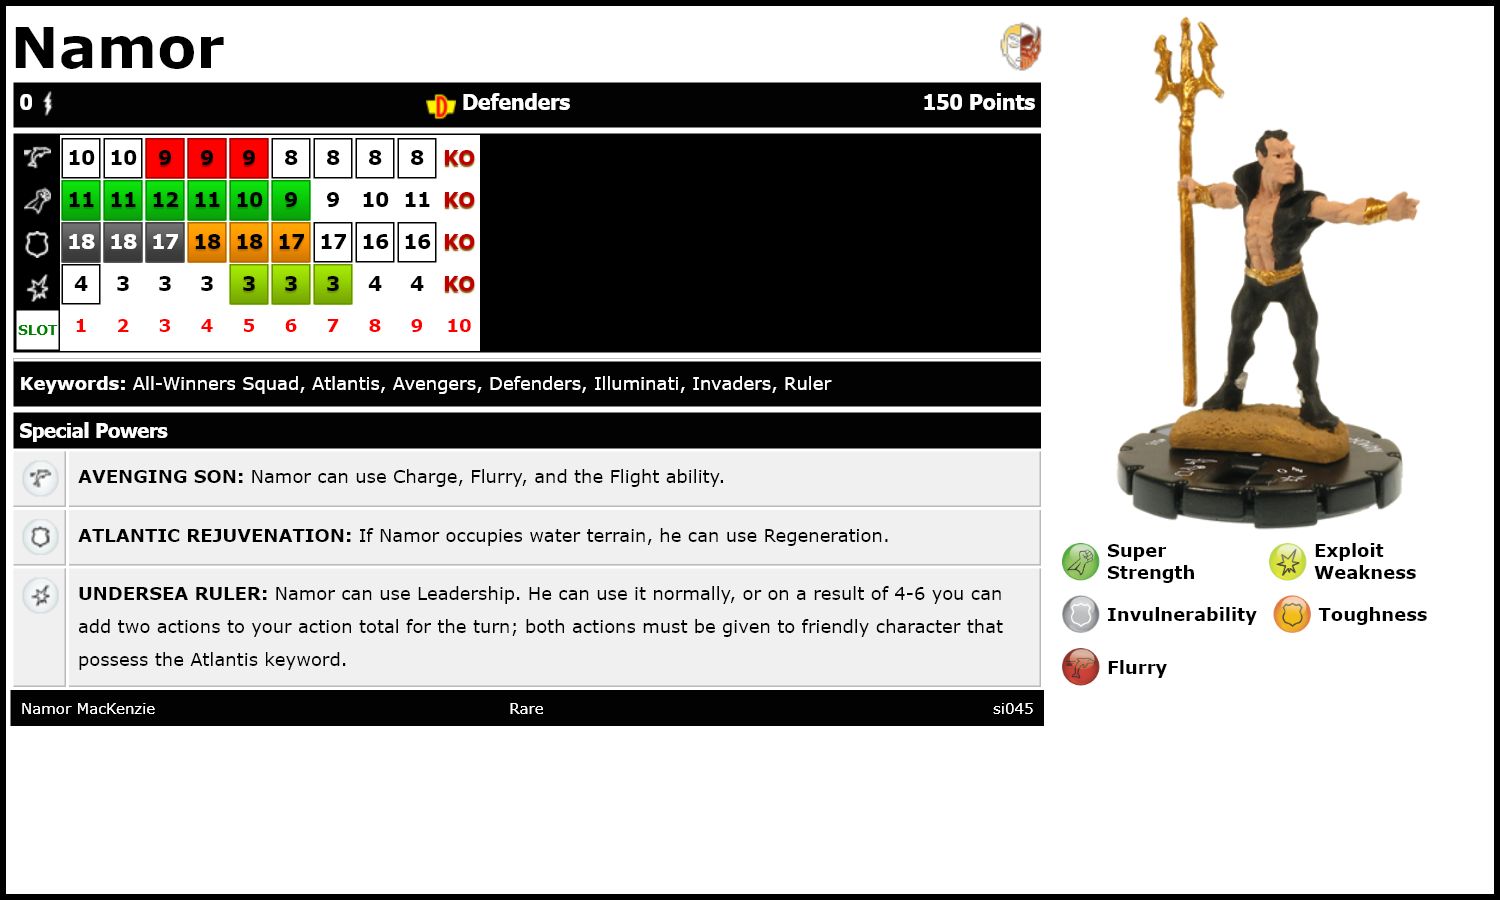 Namor
0 Defenders 150 Points
10 10 9 9 9 8 8 8 8 KO
11 11 12 11 10 9 9 10 11 KO
18 18 17 18 18 17 17 16 16 KO
4 3 3 3 3 3 3 4 4 KO
SLOT 1 2 3 4 5 6 7 8 9 10
Keywords: All-Winners Squad, Atlantis, Avengers, Defenders, Illuminati, Invaders, Ruler
Special Powers
AVENGING SON: Namor can use Charge, Flurry, and the Flight ability.
ATLANTIC REJUVENATION: If Namor occupies water terrain, he can use Regeneration.
UNDERSEA RULER: Namor can use Leadership. He can use it normally, or on a result of 4-6 you can
add two actions to your action total for the turn; both actions must be given to friendly character that
possess the Atlantis keyword.
Namor MacKenzie Rare si045
Super
Strength
Exploit
Weakness
Invulnerability
Toughness
Flurry